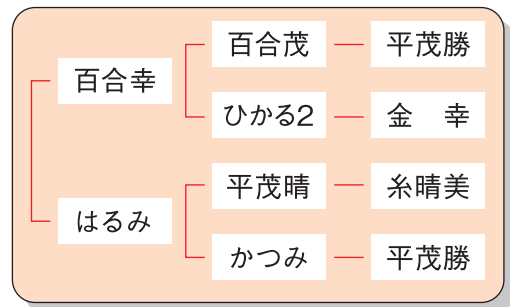 百合茂 平茂勝
百合幸
ひかる2 金 幸
平茂晴 糸晴美
はるみ
かつみ 平茂勝